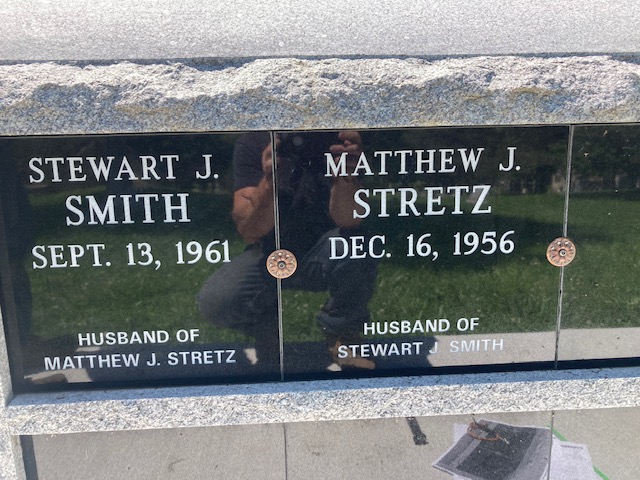 STEWART J.
SMITH
SEPT. 13, 1961
HUSBAND OF
MATTHEW J. STRETZ
MATTHEW J.
STRETZ
DEC. 16, 1956
HUSBAND OF
STEWART J SMITH